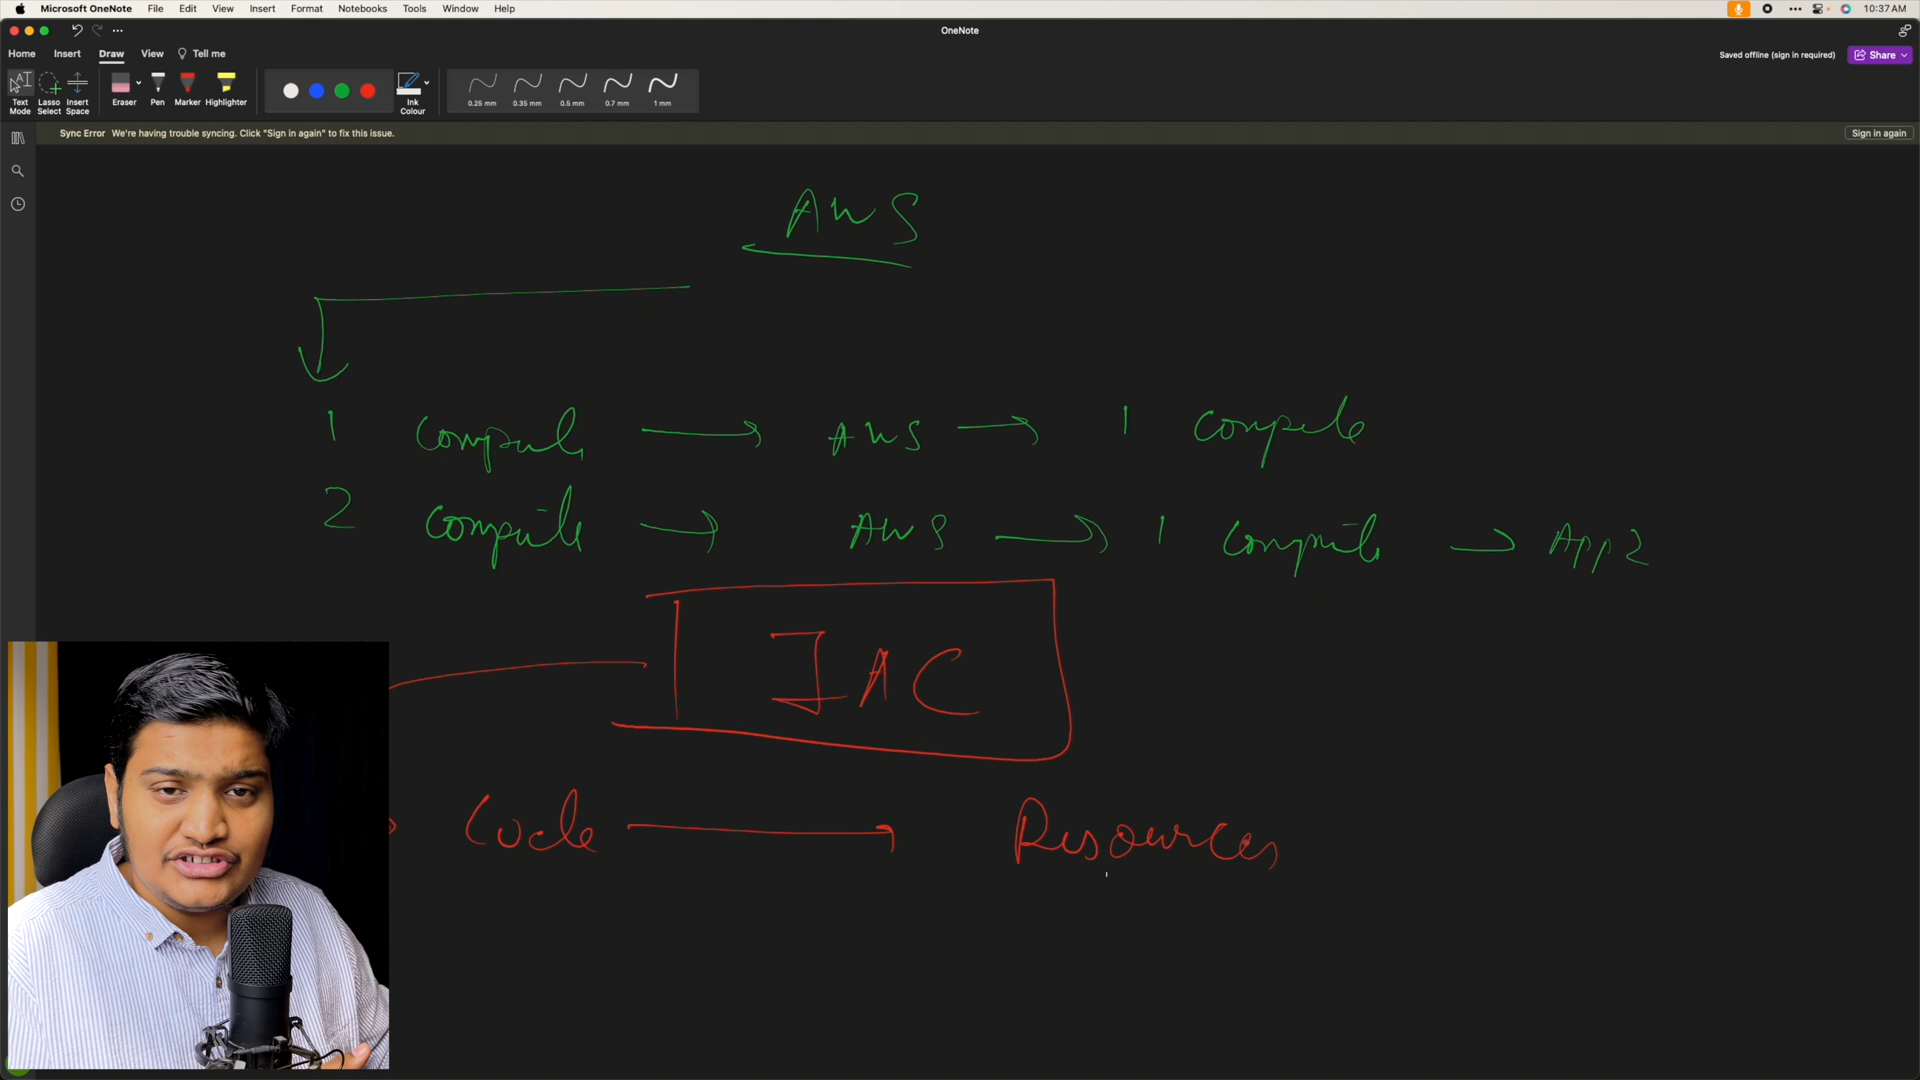 Microsoft OneNote File Edit View Insert Format Notebooks Tools Window Help 10:37 AM
OneNote
Home Insert Draw View Tell me Saved offline (sign in required) Share
Text Mode Lasso Select Insert Space Eraser Pen Marker Highlighter Ink Colour 0.25 mm 0.35 mm 0.5 mm 0.7 mm 1 mm
Sync Error We're having trouble syncing. Click "Sign in again" to fix this issue. Sign in again
AWS
1 Compute → AWS → 1 Compute
2 Compute → AWS → 1 Compute → App 2
IAC
Code → Resources